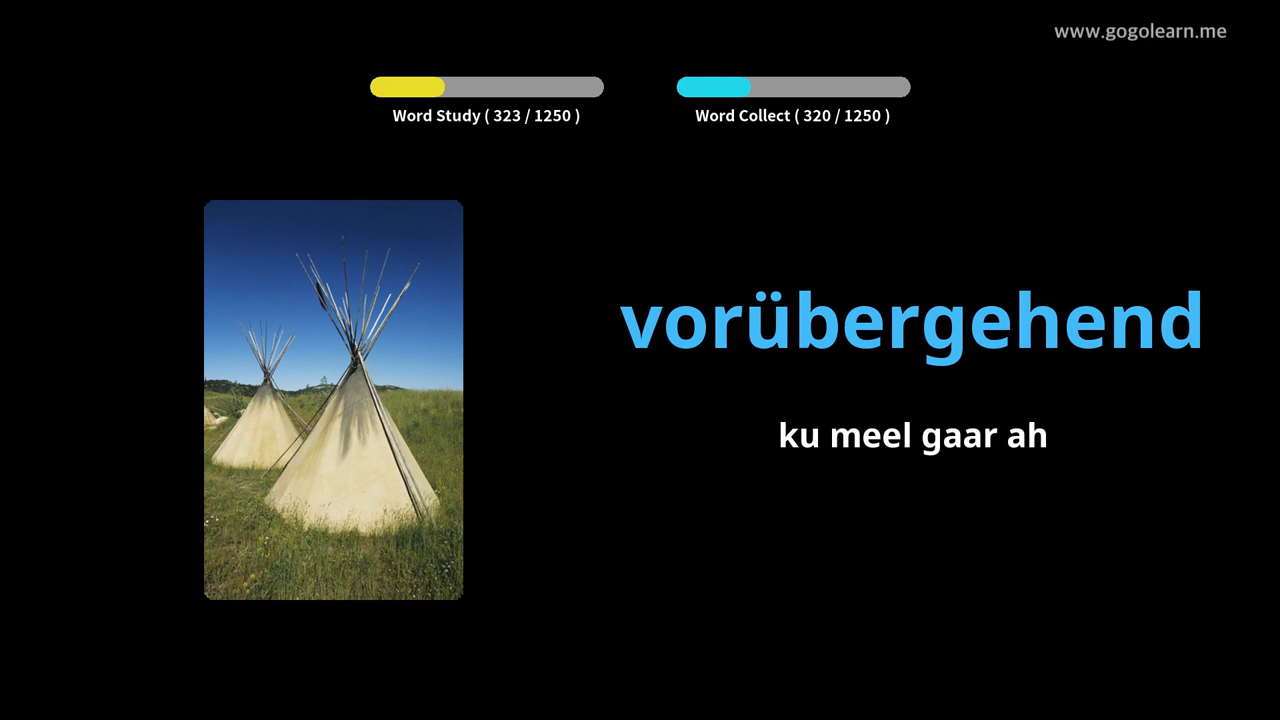 www.gogolearn.me
Word Study ( 323 / 1250 )
Word Collect ( 320 / 1250 )
vorübergehend
ku meel gaar ah